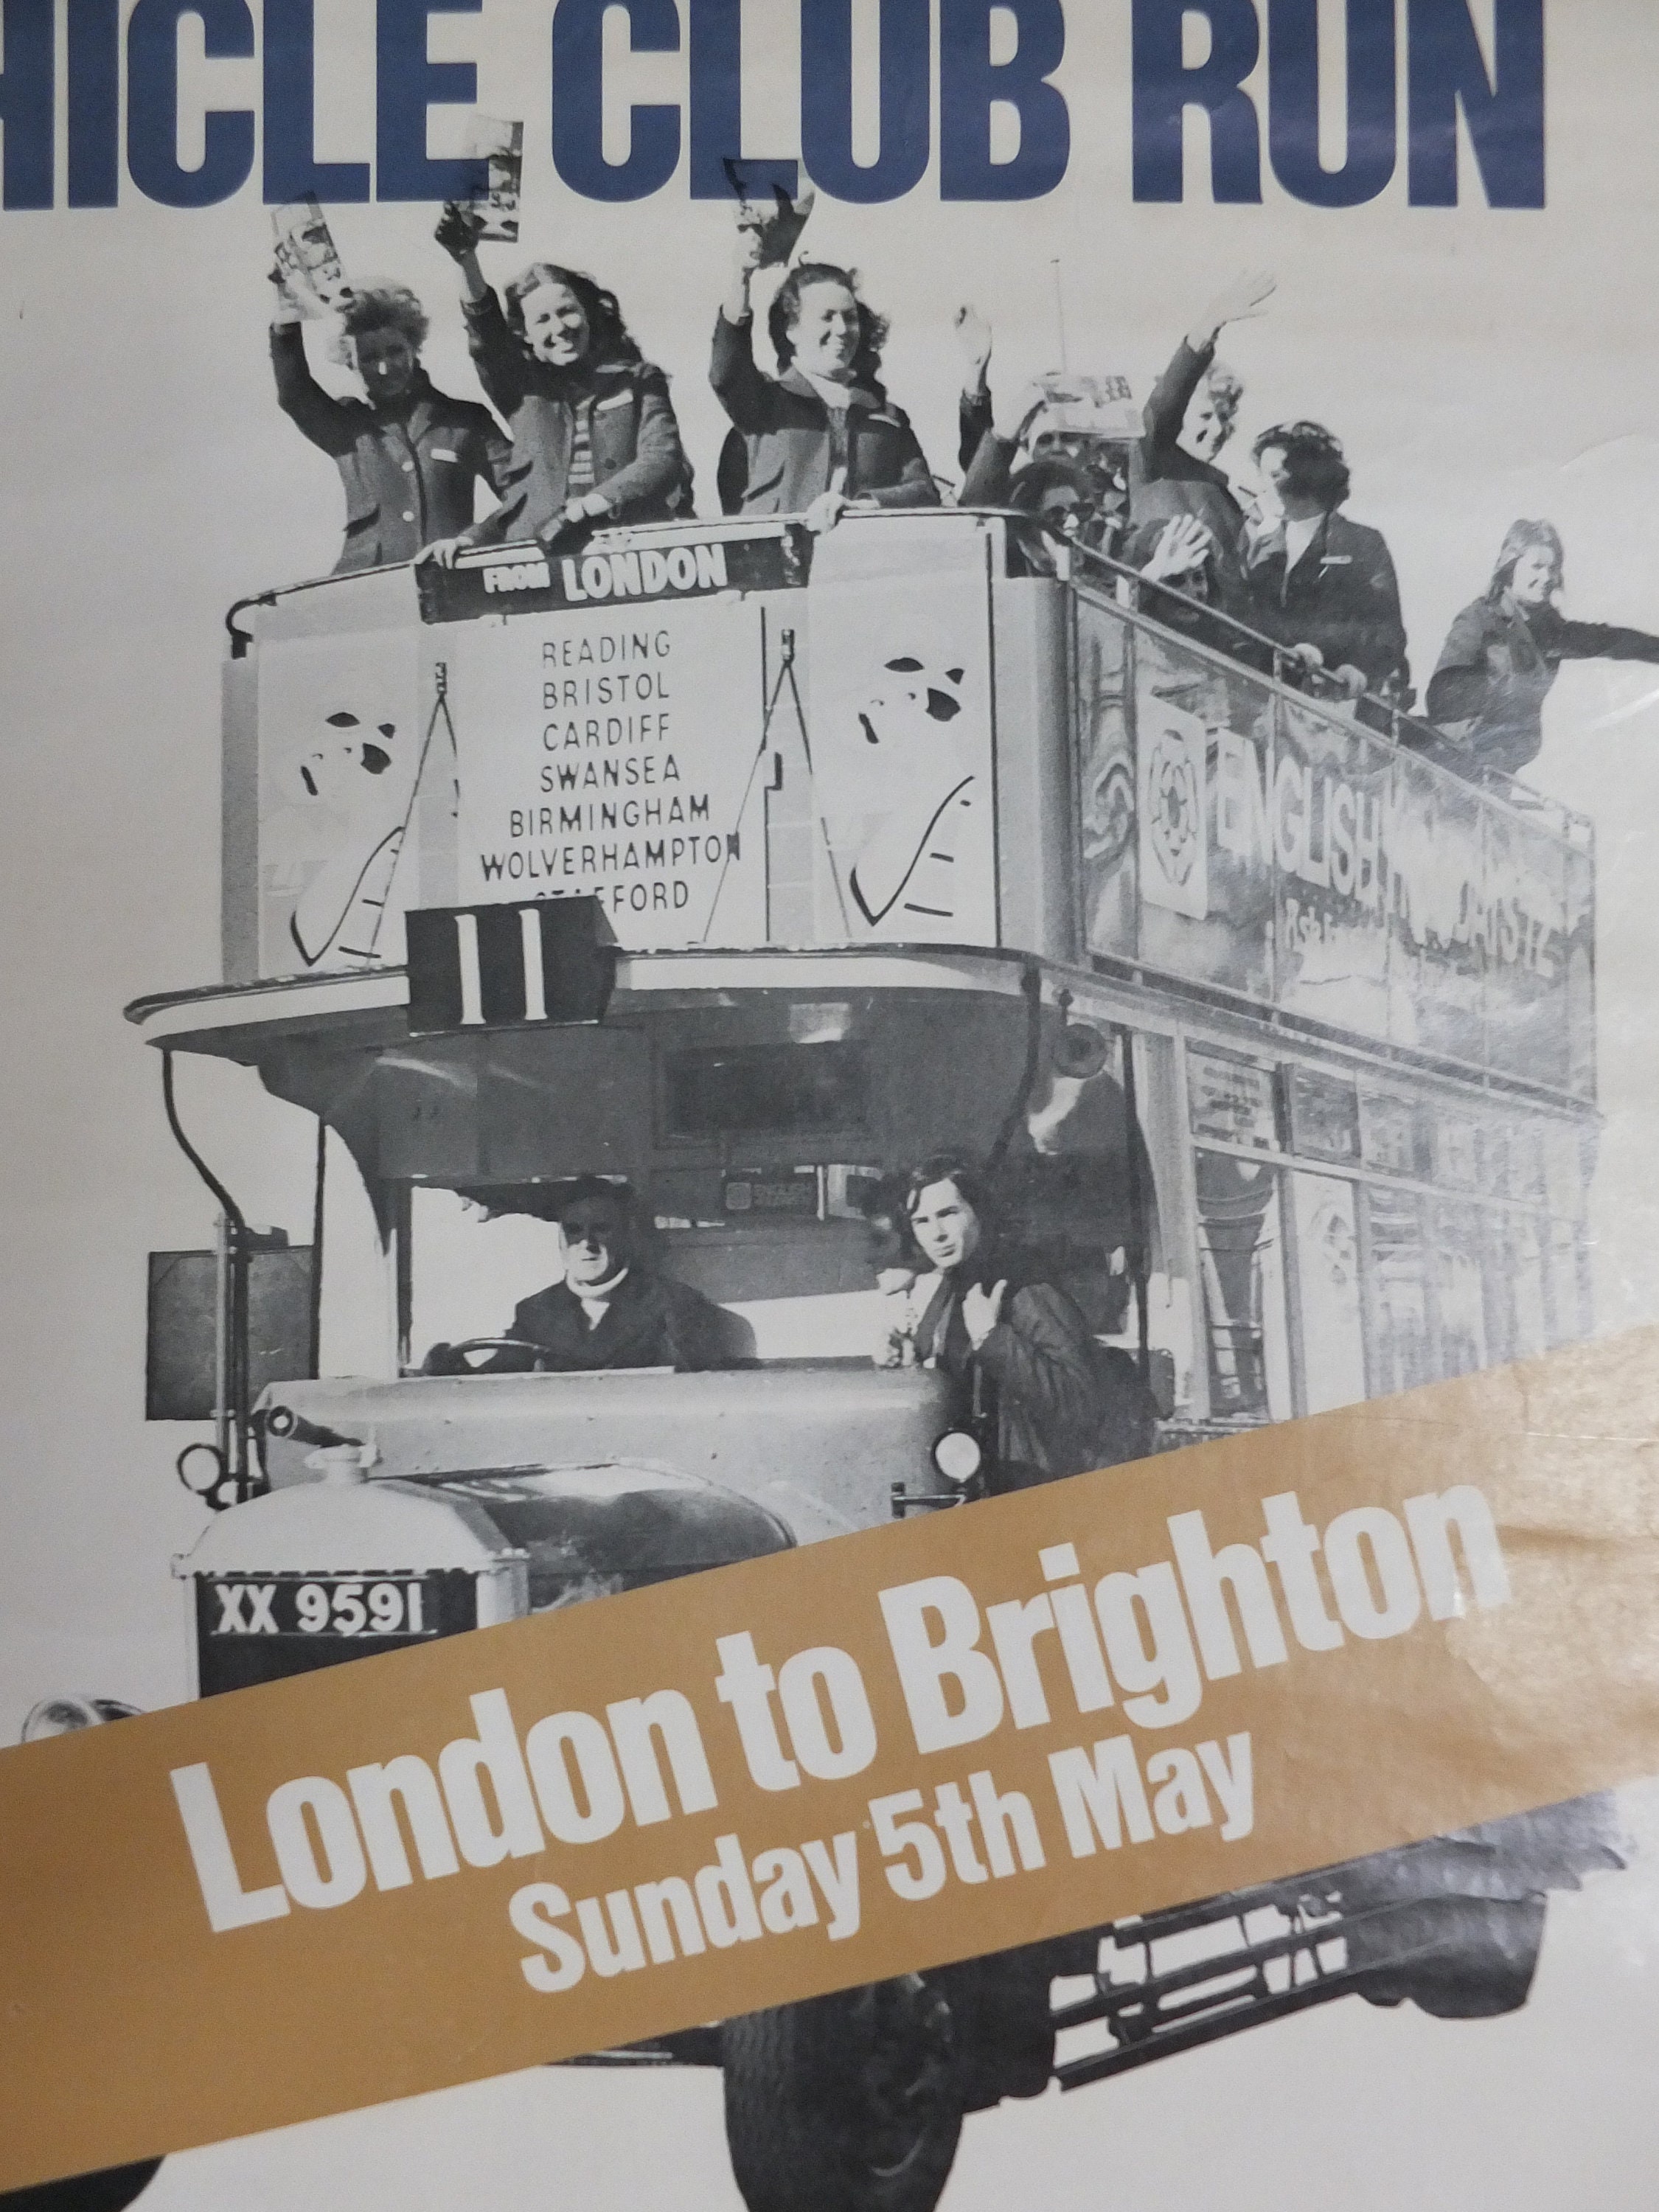 HICLE CLUB RUN
FROM LONDON
READING
BRISTOL
CARDIFF
SWANSEA
BIRMINGHAM
WOLVERHAMPTON
STAFFORD
11
ENGLISH
XX 9591
London to Brighton
Sunday 5th May